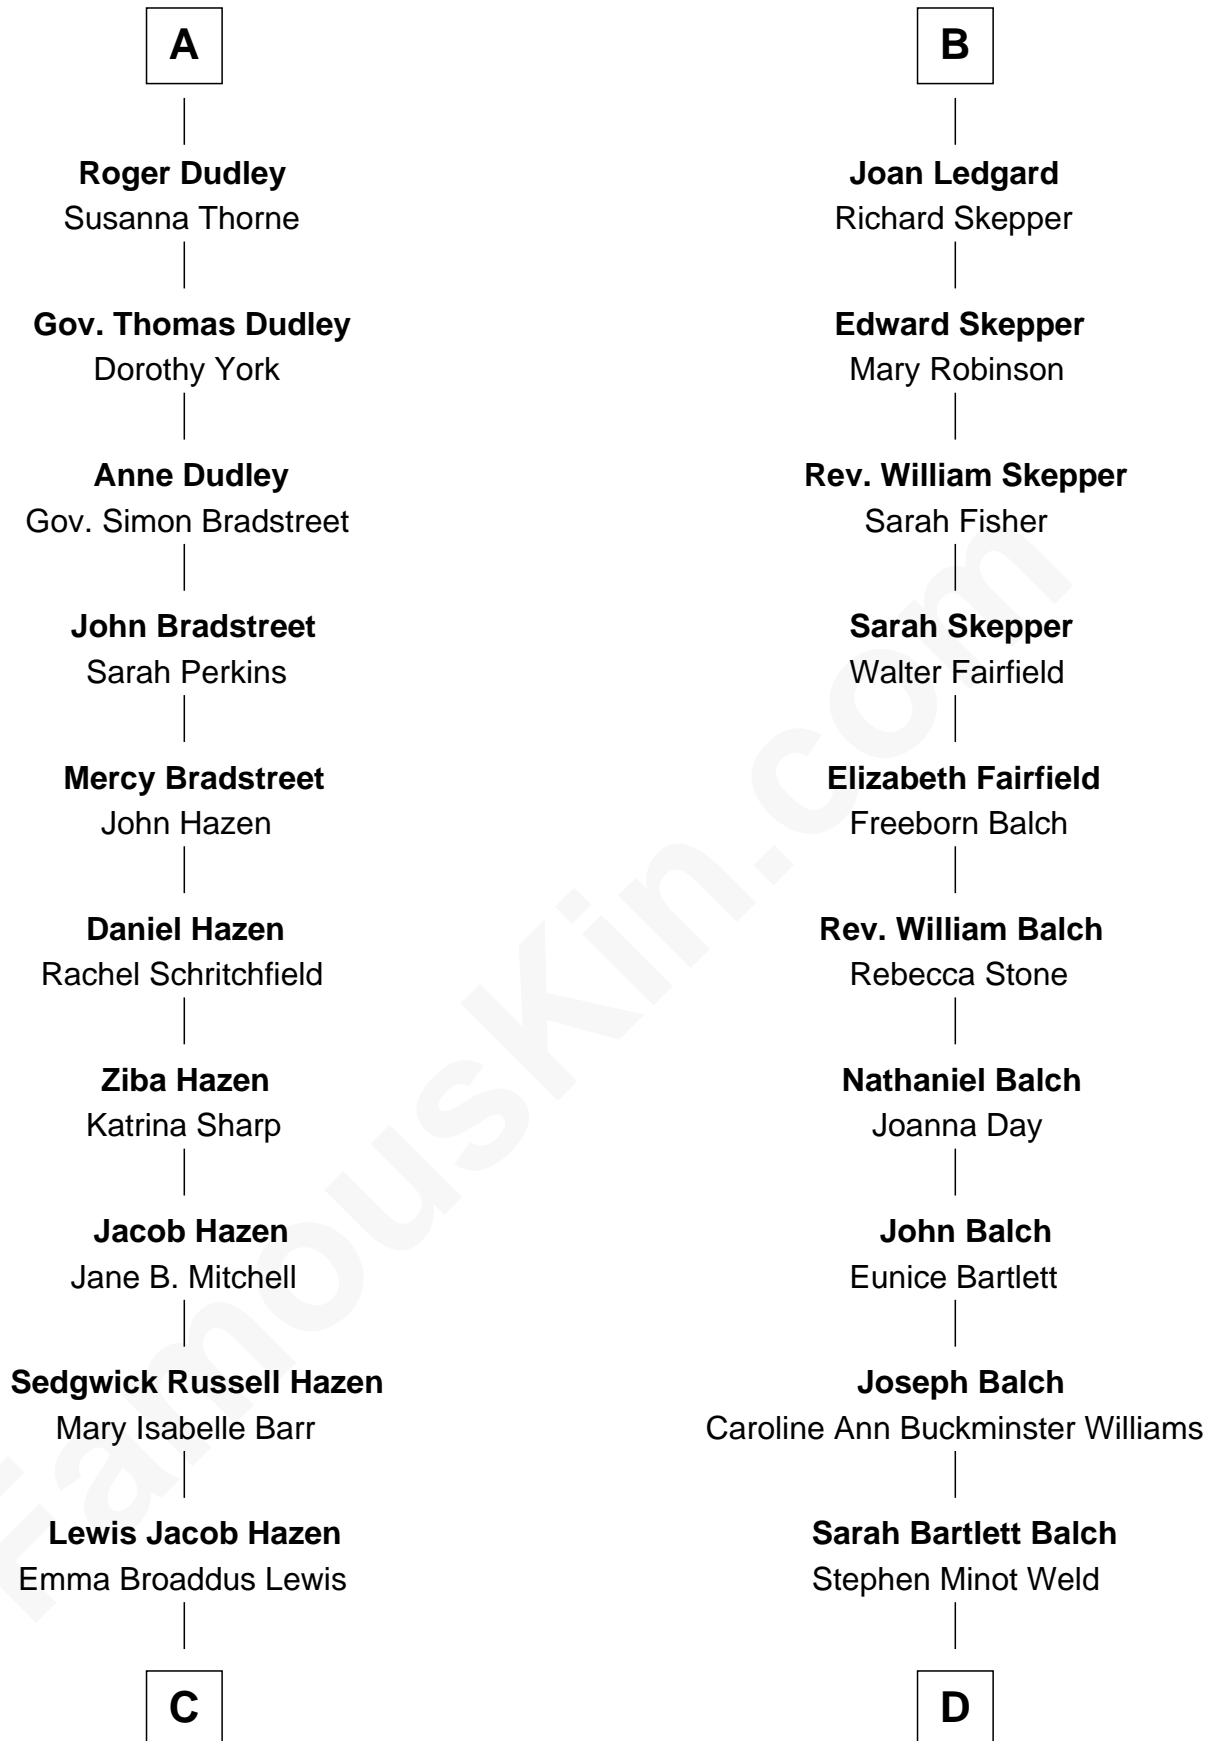 A
Roger Dudley
Susanna Thorne
Gov. Thomas Dudley
Dorothy York
Anne Dudley
Gov. Simon Bradstreet
John Bradstreet
Sarah Perkins
Mercy Bradstreet
John Hazen
Daniel Hazen
Rachel Schritchfield
Ziba Hazen
Katrina Sharp
Jacob Hazen
Jane B. Mitchell
Sedgwick Russell Hazen
Mary Isabelle Barr
Lewis Jacob Hazen
Emma Broaddus Lewis
C
B
Joan Ledgard
Richard Skepper
Edward Skepper
Mary Robinson
Rev. William Skepper
Sarah Fisher
Sarah Skepper
Walter Fairfield
Elizabeth Fairfield
Freeborn Balch
Rev. William Balch
Rebecca Stone
Nathaniel Balch
Joanna Day
John Balch
Eunice Bartlett
Joseph Balch
Caroline Ann Buckminster Williams
Sarah Bartlett Balch
Stephen Minot Weld
D
FamousKin.com